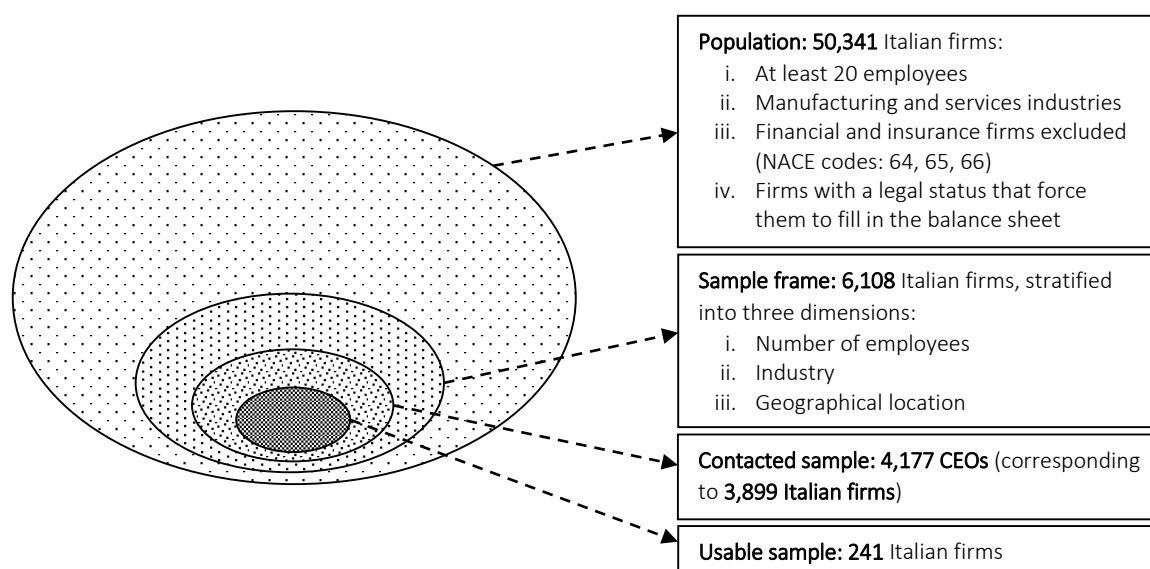 Population: 50,341 Italian firms:
i. At least 20 employees
ii. Manufacturing and services industries
iii. Financial and insurance firms excluded
(NACE codes: 64, 65, 66)
iv. Firms with a legal status that force
them to fill in the balance sheet
Sample frame: 6,108 Italian firms, stratified
into three dimensions:
i. Number of employees
ii. Industry
iii. Geographical location
Contacted sample: 4,177 CEOs (corresponding
to 3,899 Italian firms)
Usable sample: 241 Italian firms